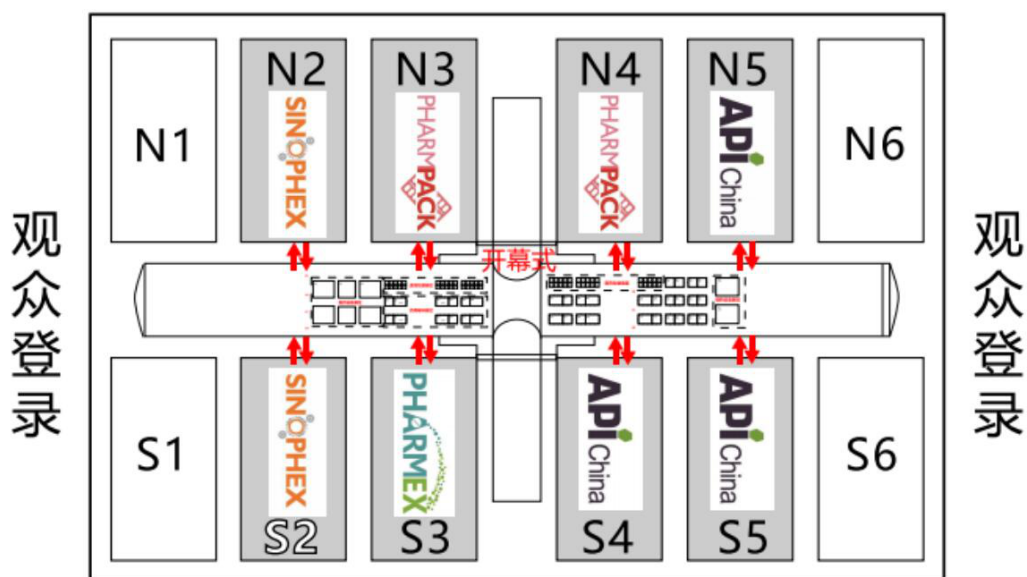 N1
N2
SINOPHEX
N3
PHARMPACK
N4
PHARMPACK
N5
API China
N6
观众登录
开幕式
观众登录
S1
SINOPHEX
S2
PHARMEX
S3
API China
S4
API China
S5
S6